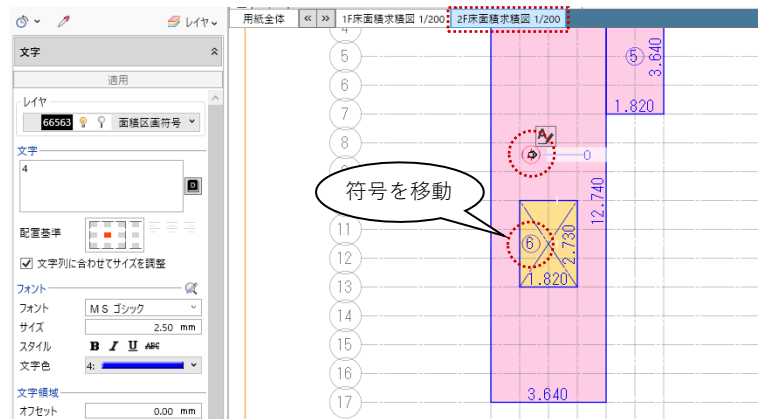 レイヤ
用紙全体
1F床面積求積図 1/200
2F床面積求積図 1/200
文字
適用
レイヤ
66563 面積区画符号
文字
4
配置基準
文字列に合わせてサイズを調整
フォント
フォント MS ゴシック
サイズ 2.50 mm
スタイル B I U ABC
文字色 4:
文字領域
オフセット 0.00 mm
5
6
7
8
11
12
13
14
15
16
17
5
3.640
1.820
0
符号を移動
12.740
6
2.730
1.820
3.640